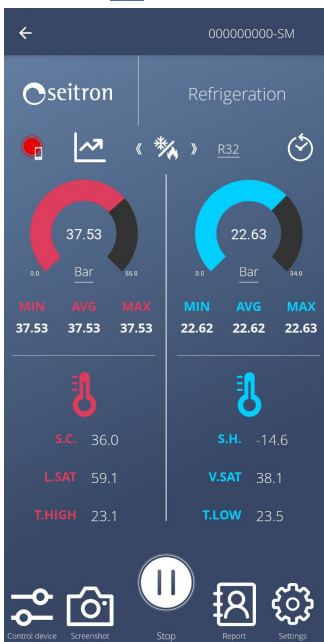 000000000-SM
seitron Refrigeration
« » R32
37.53 22.63
0.0 Bar 55.0 0.0 Bar 34.0
MIN AVG MAX MIN AVG MAX
37.53 37.53 37.53 22.62 22.62 22.63
S.C. 36.0 S.H. -14.6
L.SAT 59.1 V.SAT 38.1
T.HIGH 23.1 T.LOW 23.5
Control device Screenshot Stop Report Settings